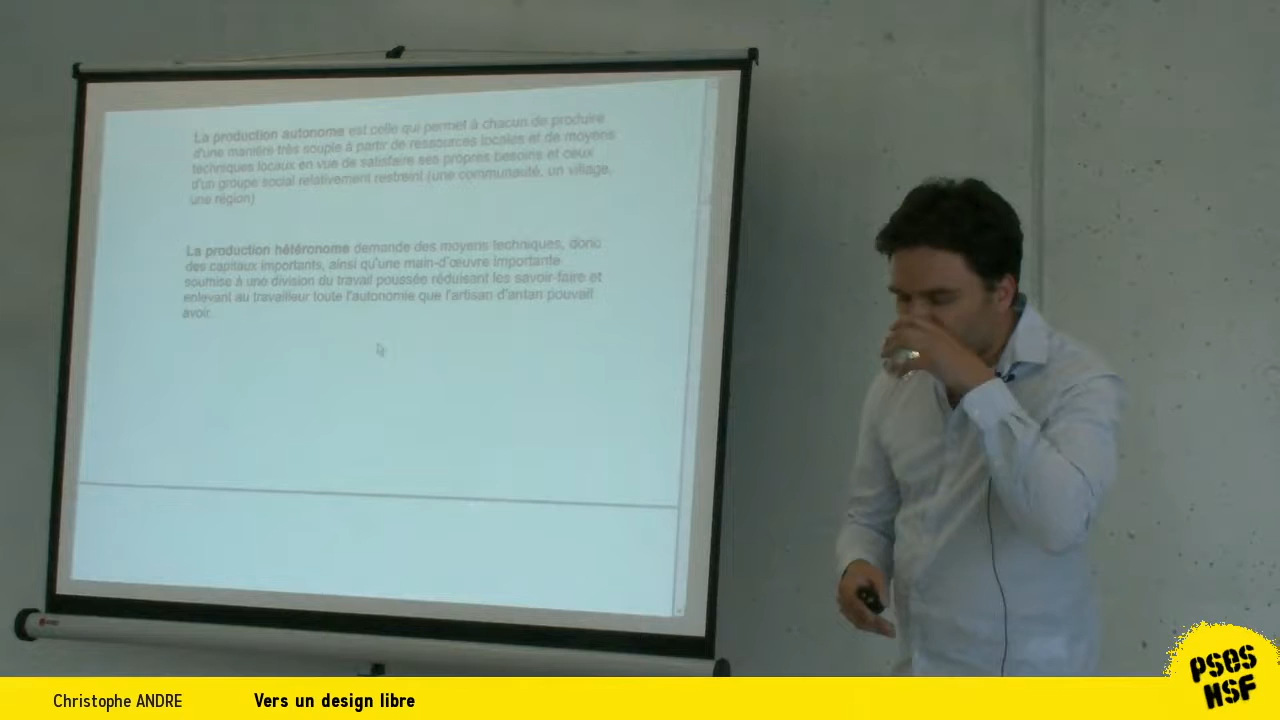 La production autonome est celle qui permet à chacun de produire
d'une manière très souple à partir de ressources locales et de moyens
techniques locaux en vue de satisfaire ses propres besoins et ceux
d'un groupe social relativement restreint (une communauté, un village,
une région)
La production hétéronome demande des moyens techniques, donc
des capitaux importants, ainsi qu'une main-d'œuvre importante
soumise à une division du travail poussée réduisant les savoir-faire et
enlevant au travailleur toute l'autonomie que l'artisan d'antan pouvait
avoir.
Christophe ANDRE
Vers un design libre
PSES
HSF